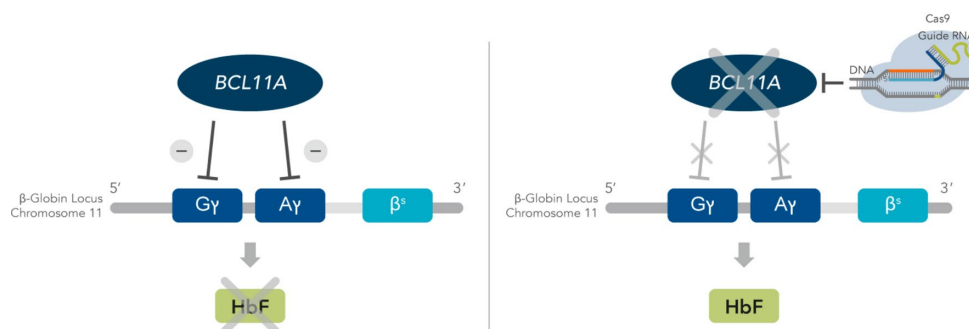 BCL11A
−
−
5′
3′
β-Globin Locus
Chromosome 11
Gγ
Aγ
βˢ
HbF
Cas9
Guide RNA
DNA
BCL11A
5′
3′
β-Globin Locus
Chromosome 11
Gγ
Aγ
βˢ
HbF